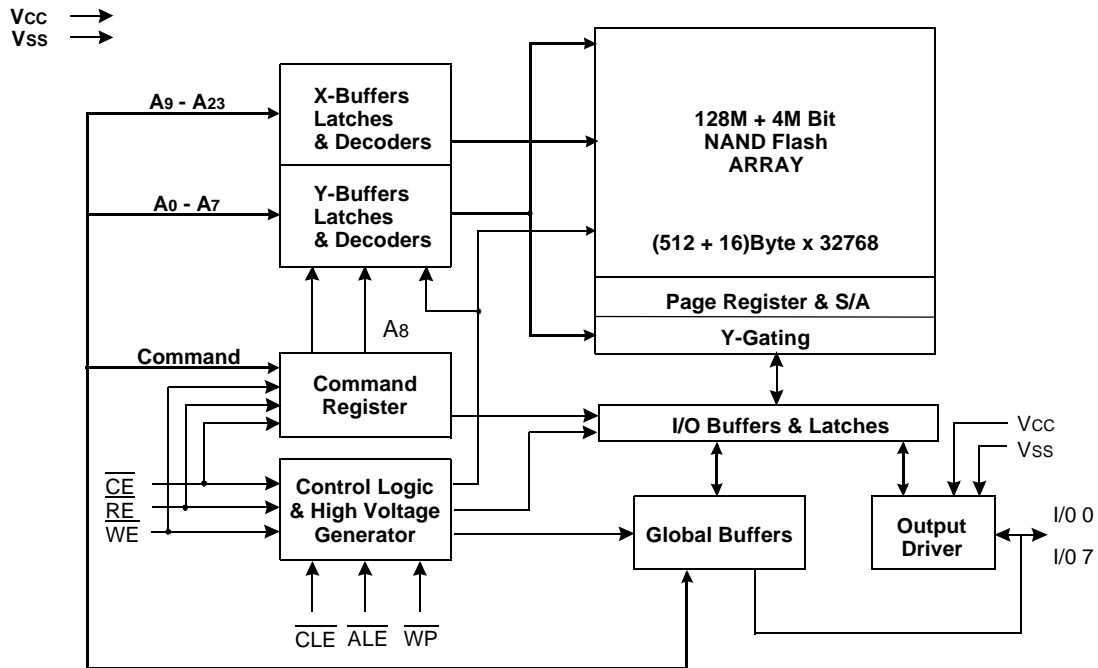 VCC
VSS
A9 - A23
X-Buffers
Latches
& Decoders
A0 - A7
Y-Buffers
Latches
& Decoders
128M + 4M Bit
NAND Flash
ARRAY
(512 + 16)Byte x 32768
Page Register & S/A
Y-Gating
A8
Command
Command
Register
I/O Buffers & Latches
VCC
VSS
CE
RE
WE
Control Logic
& High Voltage
Generator
Global Buffers
Output
Driver
I/0 0
I/0 7
CLE
ALE
WP